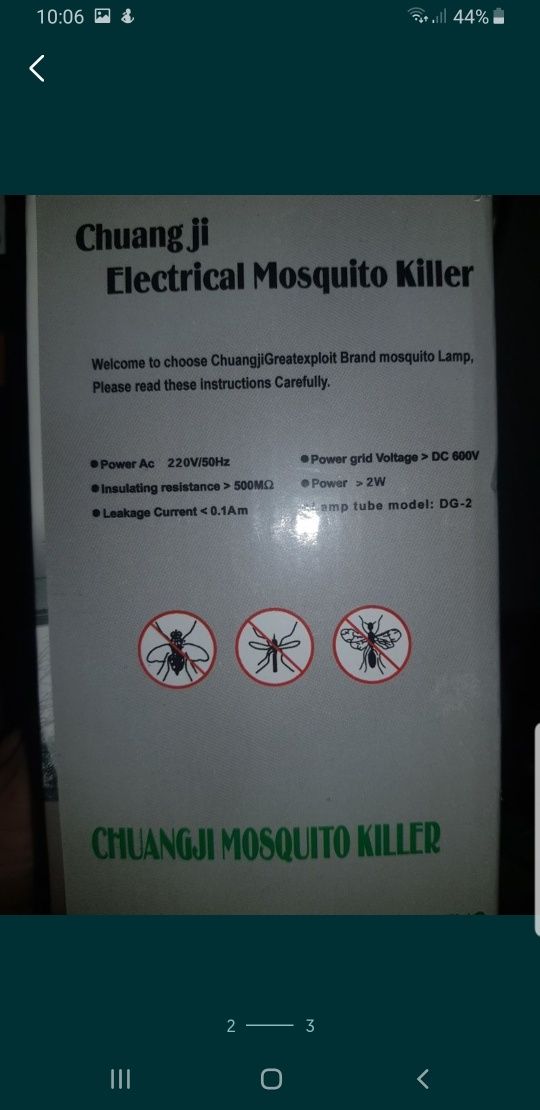 10:06
44%
Chuang ji
Electrical Mosquito Killer
Welcome to choose ChuangjiGreatexploit Brand mosquito Lamp,
Please read these instructions Carefully.
Power Ac 220V/50Hz
Power grid Voltage > DC 600V
Insulating resistance > 500MΩ
Power > 2W
Leakage Current < 0.1Am
Lamp tube model: DG-2
CHUANGJI MOSQUITO KILLER
2 3